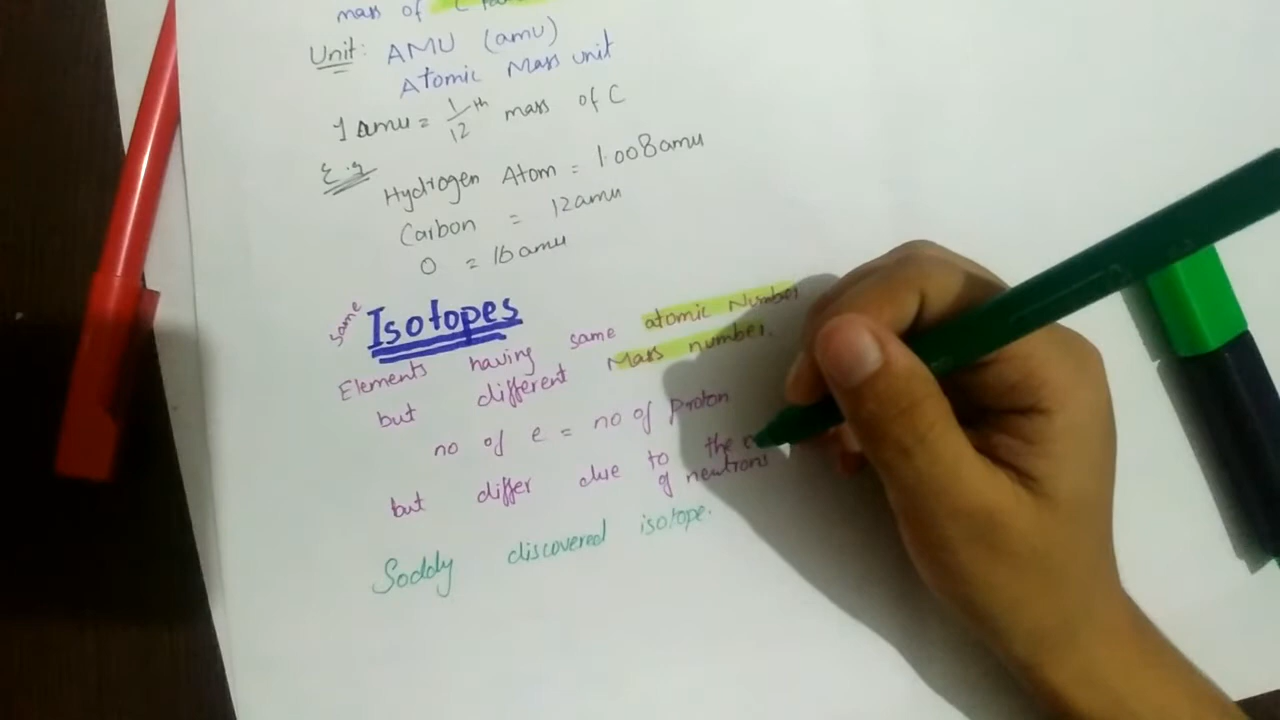 mass of C
Unit: AMU (amu)
Atomic Mass unit
1 amu = 1/12 th mass of C
E.g
Hydrogen Atom = 1.008amu
Carbon = 12amu
O = 16amu
same
Isotopes
Elements having same atomic Number
but different Mass number.
no of e = no of proton
but differ due to the
of neutrons
Soddy discovered isotope.